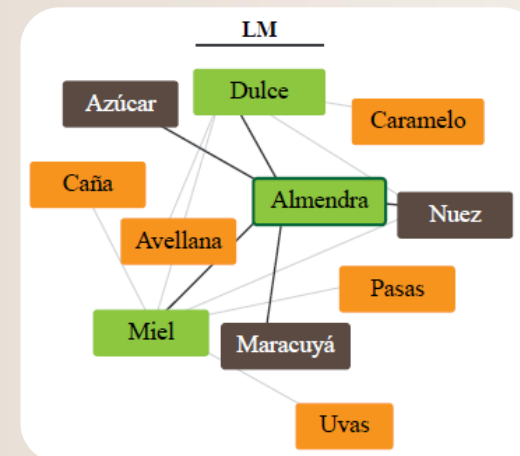 LM
Dulce
Azúcar
Caramelo
Caña
Almendra
Nuez
Avellana
Pasas
Miel
Maracuyá
Uvas